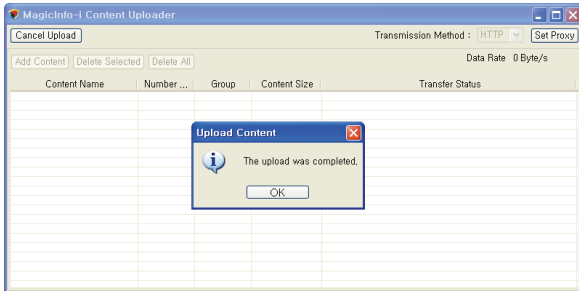 MagicInfo-i Content Uploader
Cancel Upload Transmission Method : HTTP Set Proxy
Add Content Delete Selected Delete All Data Rate 0 Byte/s
Content Name Number ... Group Content Size Transfer Status
Upload Content
The upload was completed.
OK